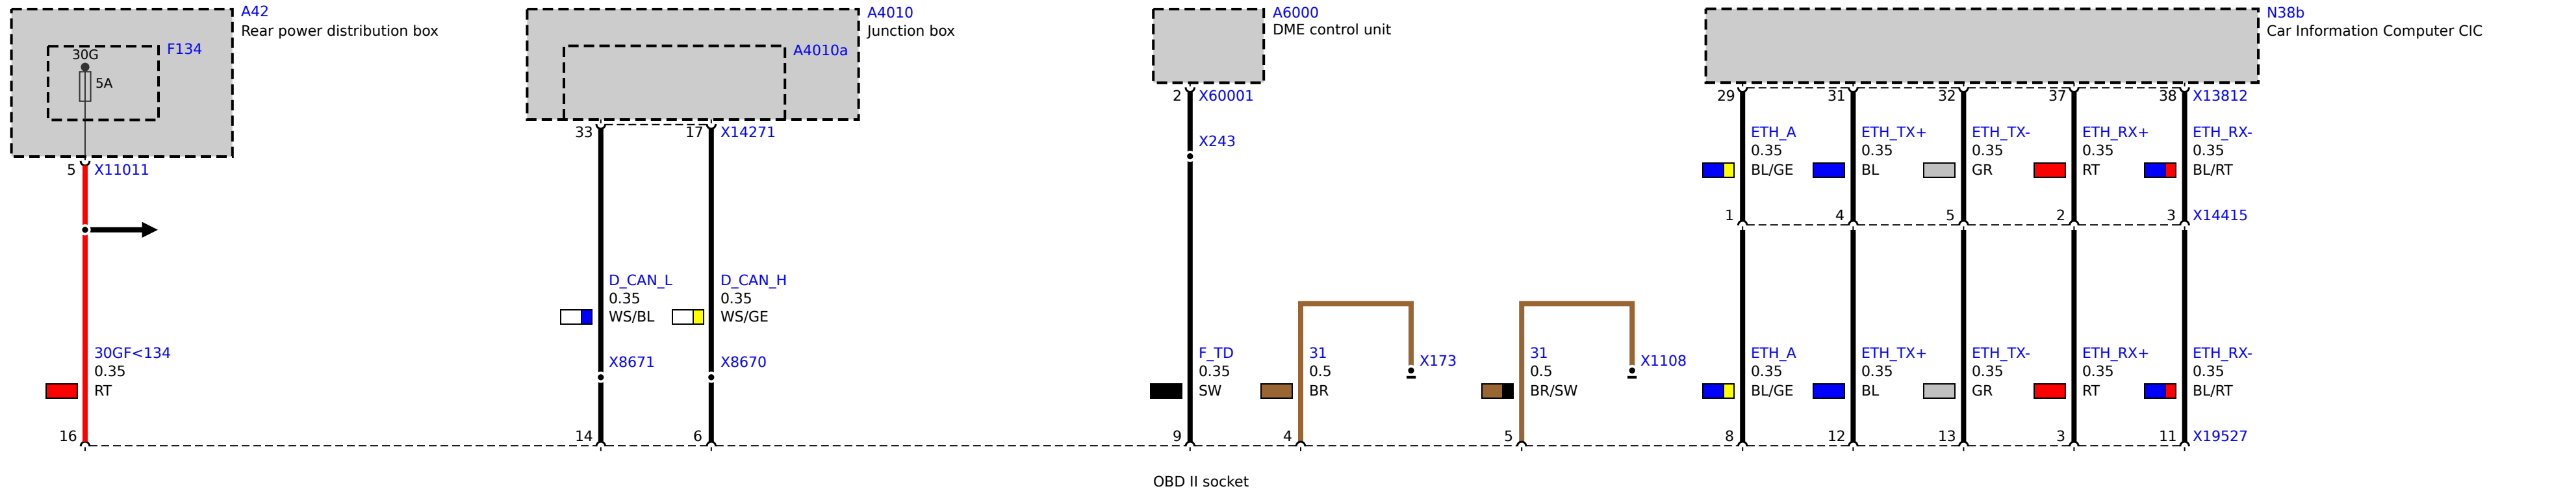 A42
Rear power distribution box
F134
30G
5A
5
X11011
30GF<134
0.35
RT
16
A4010
Junction box
A4010a
33
17
X14271
D_CAN_L
0.35
WS/BL
D_CAN_H
0.35
WS/GE
X8671
X8670
14
6
A6000
DME control unit
2
X60001
X243
F_TD
0.35
SW
9
31
0.5
BR
X173
4
31
0.5
BR/SW
X1108
5
N38b
Car Information Computer CIC
29
31
32
37
38
X13812
ETH_A
0.35
BL/GE
ETH_TX+
0.35
BL
ETH_TX-
0.35
GR
ETH_RX+
0.35
RT
ETH_RX-
0.35
BL/RT
1
4
5
2
3
X14415
ETH_A
0.35
BL/GE
ETH_TX+
0.35
BL
ETH_TX-
0.35
GR
ETH_RX+
0.35
RT
ETH_RX-
0.35
BL/RT
8
12
13
3
11
X19527
OBD II socket